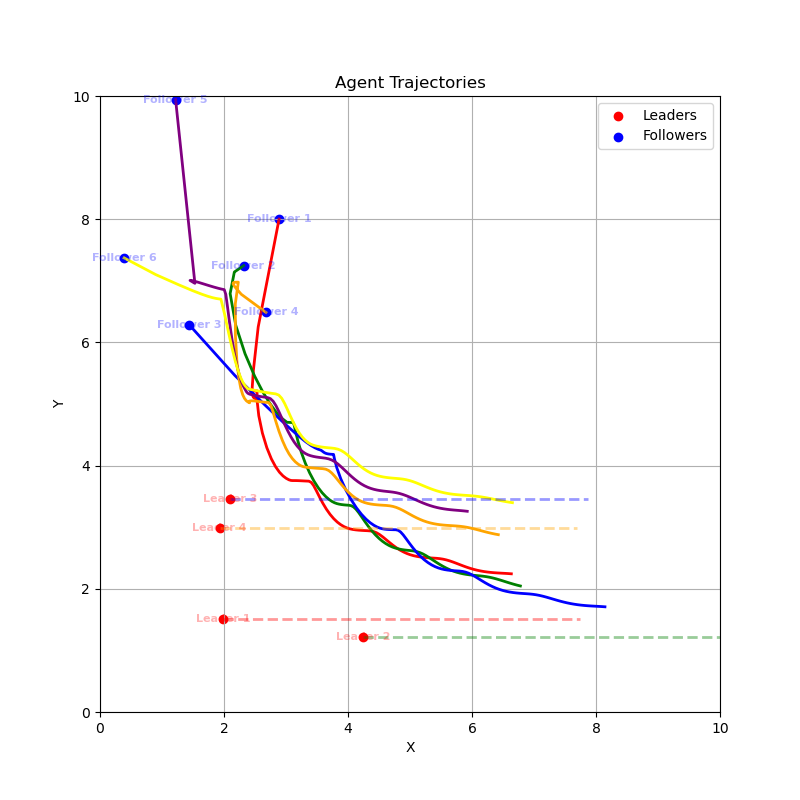 Agent Trajectories
Leaders
Followers
Follower 5
Follower 1
Follower 6
Follower 2
Follower 4
Follower 3
Leader 3
Leader 4
Leader 1
Leader 2
10
8
6
4
2
0
Y
0 2 4 6 8 10
X